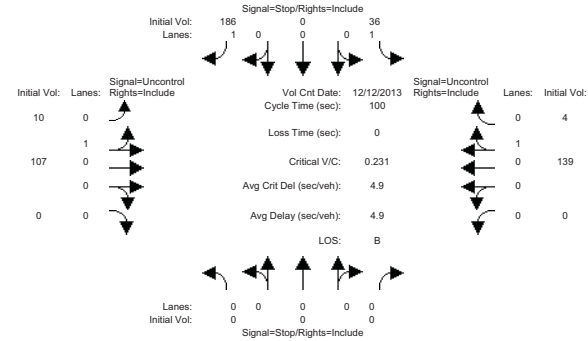 Signal=Stop/Rights=Include
Initial Vol: 186 0 36
Lanes: 1 0 0 0 1
Signal=Uncontrol Signal=Uncontrol
Initial Vol: Lanes: Rights=Include Vol Cnt Date: 12/12/2013 Rights=Include Lanes: Initial Vol:
Cycle Time (sec): 100
10 0 0 4
Loss Time (sec): 0
1 1
107 0 Critical V/C: 0.231 0 139
0 Avg Crit Del (sec/veh): 4.9 0
0 0 Avg Delay (sec/veh): 4.9 0 0
LOS: B
Lanes: 0 0 0 0 0
Initial Vol: 0 0 0
Signal=Stop/Rights=Include